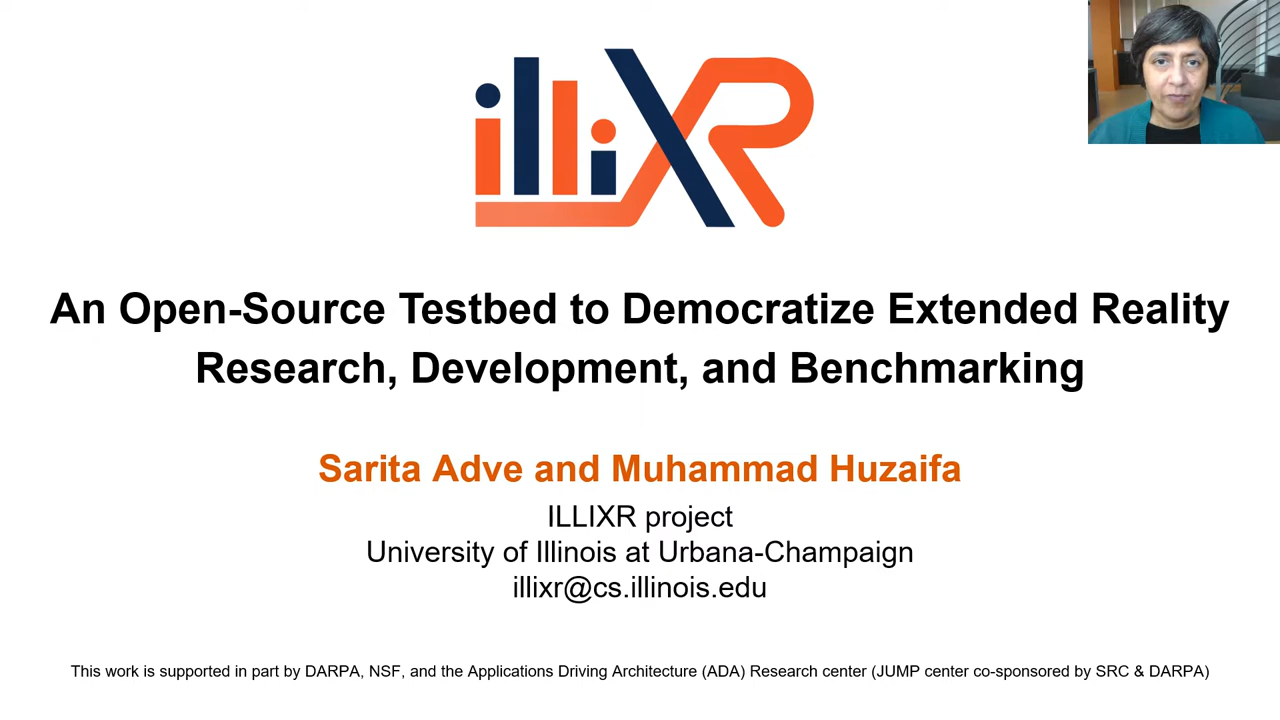 illiXR
An Open-Source Testbed to Democratize Extended Reality
Research, Development, and Benchmarking
Sarita Adve and Muhammad Huzaifa
ILLIXR project
University of Illinois at Urbana-Champaign
illixr@cs.illinois.edu
This work is supported in part by DARPA, NSF, and the Applications Driving Architecture (ADA) Research center (JUMP center co-sponsored by SRC & DARPA)